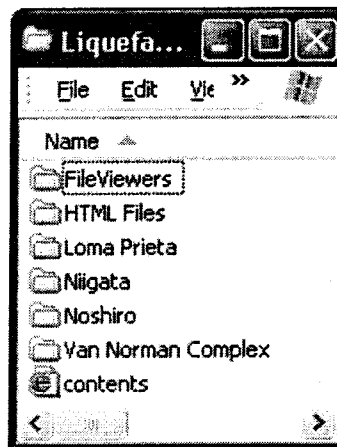 Liquefa...
File Edit Vie »
Name
FileViewers
HTML Files
Loma Prieta
Niigata
Noshiro
Van Norman Complex
contents